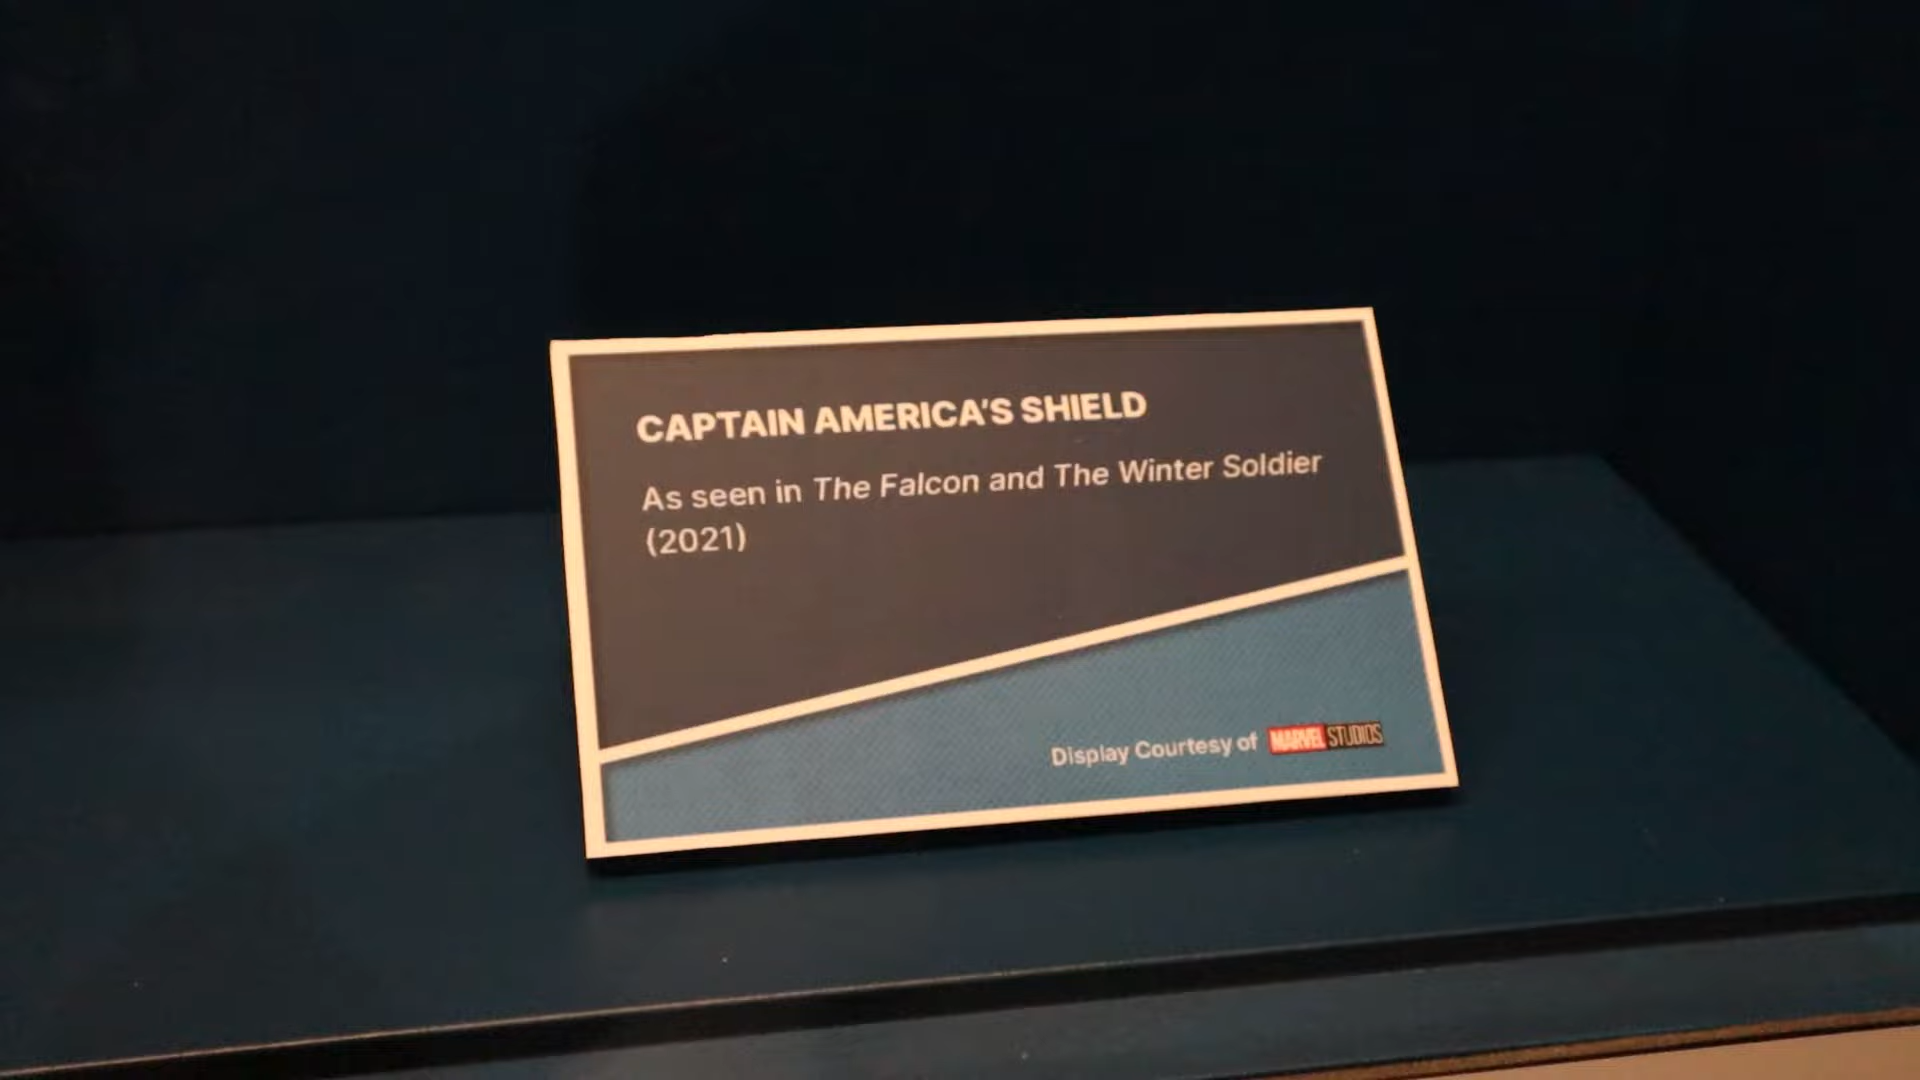 CAPTAIN AMERICA'S SHIELD
As seen in The Falcon and The Winter Soldier
(2021)
Display Courtesy of MARVEL STUDIOS